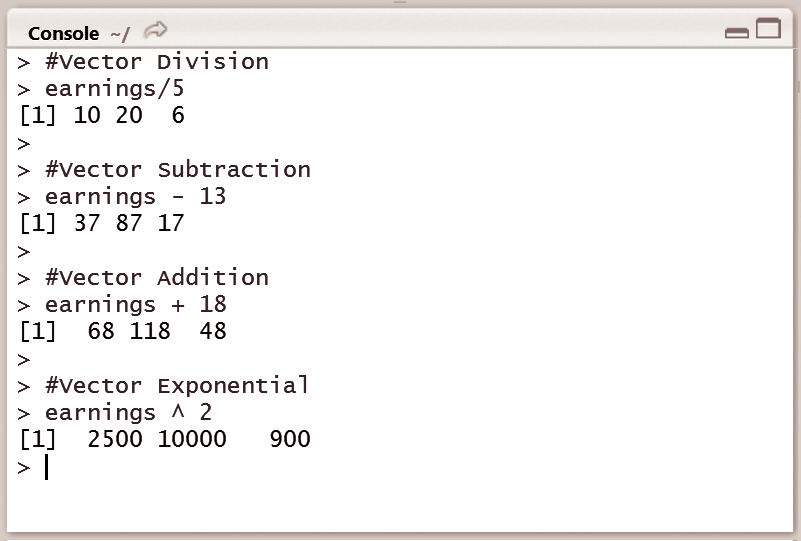 Console ~/
> #Vector Division
> earnings/5
[1] 10 20  6
>
> #Vector Subtraction
> earnings - 13
[1] 37 87 17
>
> #Vector Addition
> earnings + 18
[1]  68 118  48
>
> #Vector Exponential
> earnings ^ 2
[1]  2500 10000   900
>